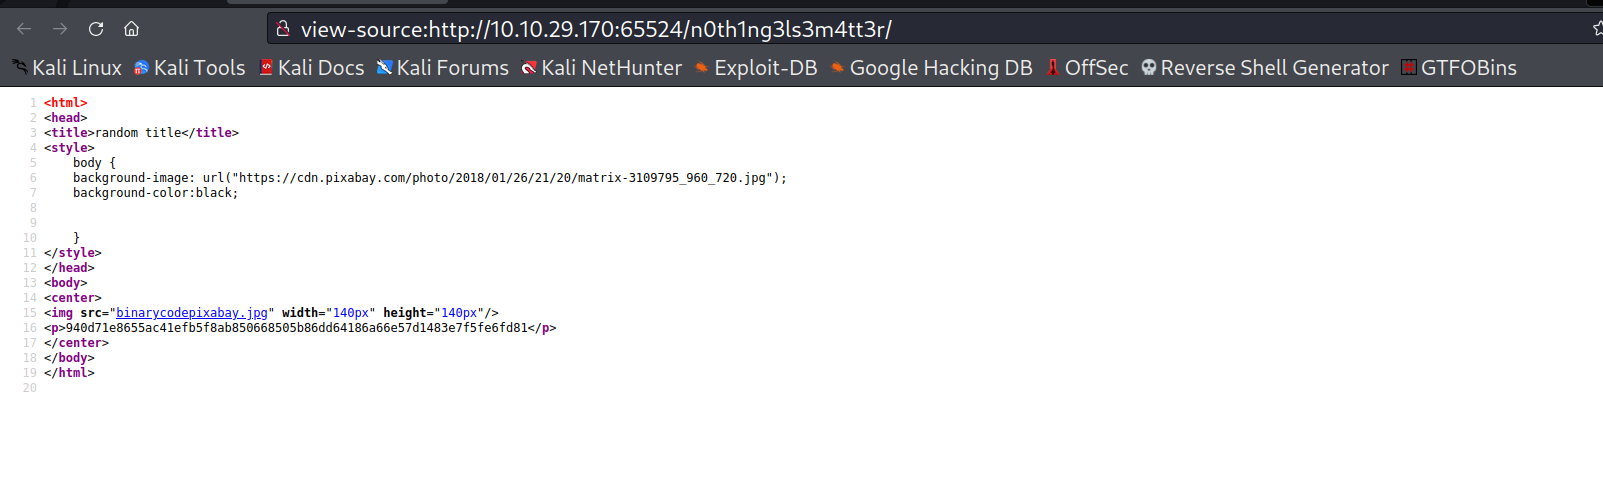 view-source:http://10.10.29.170:65524/n0th1ng3ls3m4tt3r/
Kali Linux Kali Tools Kali Docs Kali Forums Kali NetHunter Exploit-DB Google Hacking DB OffSec Reverse Shell Generator GTFOBins
1 <html>
2 <head>
3 <title>random title</title>
4 <style>
5     body {
6     background-image: url("https://cdn.pixabay.com/photo/2018/01/26/21/20/matrix-3109795_960_720.jpg");
7     background-color:black;
8
9
10     }
11 </style>
12 </head>
13 <body>
14 <center>
15 <img src="binarycodepixabay.jpg" width="140px" height="140px"/>
16 <p>940d71e8655ac41efb5f8ab850668505b86dd64186a66e57d1483e7f5fe6fd81</p>
17 </center>
18 </body>
19 </html>
20